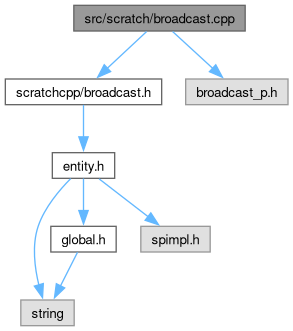 src/scratch/broadcast.cpp
scratchcpp/broadcast.h
broadcast_p.h
entity.h
global.h
spimpl.h
string